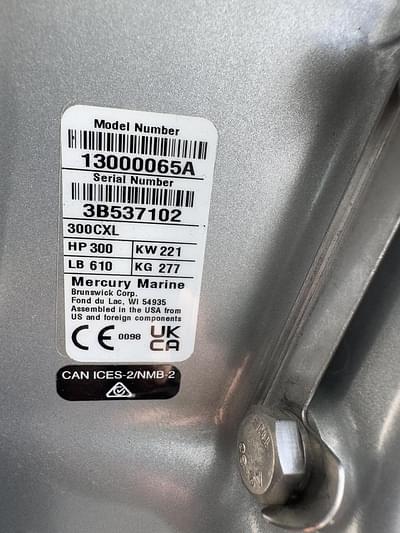 Model Number
13000065A
Serial Number
3B537102
300CXL
HP 300 KW 221
LB 610 KG 277
Mercury Marine
Brunswick Corp.
Fond du Lac, WI 54935
Assembled in the USA from
US and foreign components
CE 0098 UK
CA
CAN ICES-2/NMB-2